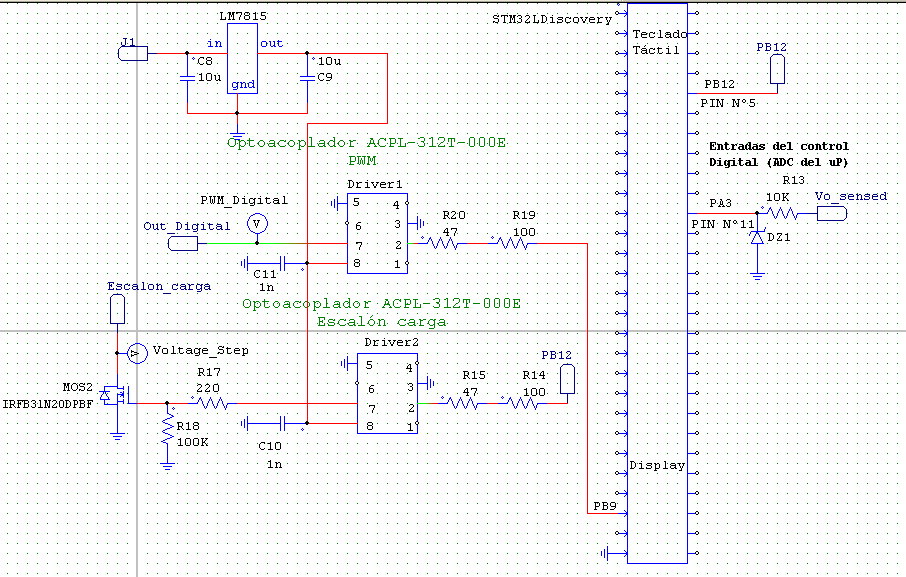 LM7815
J1
in
out
C8
10u
10u
C9
gnd
STM32LDiscovery
Teclado
Táctil
PB12
PB12
PIN Nº5
Optoacoplador ACPL-312T-000E
PWM
Entradas del control
Digital (ADC del uP)
R13
10K
Vo_sensed
PA3
PIN Nº11
DZ1
Driver1
5
4
6
3
7
2
8
1
PWM_Digital
V
Out_Digital
R20
47
R19
100
C11
1n
Escalon_carga
Optoacoplador ACPL-312T-000E
Escalón carga
Voltage_Step
V
Driver2
5
4
6
3
7
2
8
1
PB12
MOS2
IRFB31N20DPBF
R17
220
R15
47
R14
100
R18
100K
C10
1n
Display
PB9